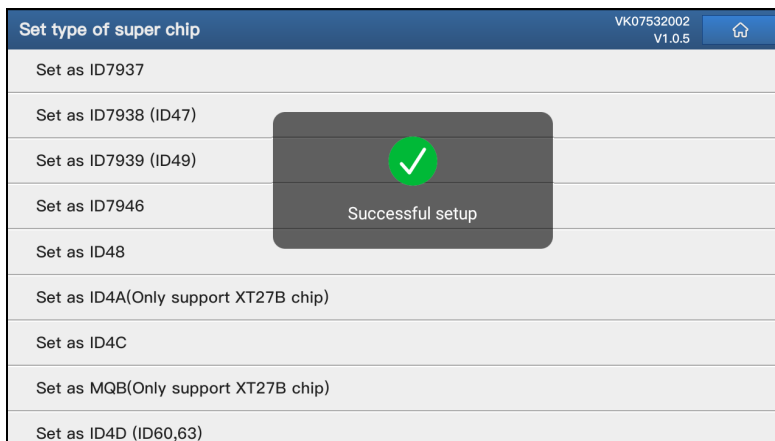 Set type of super chip
VK07532002
V1.0.5
Set as ID7937
Set as ID7938 (ID47)
Set as ID7939 (ID49)
Set as ID7946
Successful setup
Set as ID48
Set as ID4A(Only support XT27B chip)
Set as ID4C
Set as MQB(Only support XT27B chip)
Set as ID4D (ID60,63)